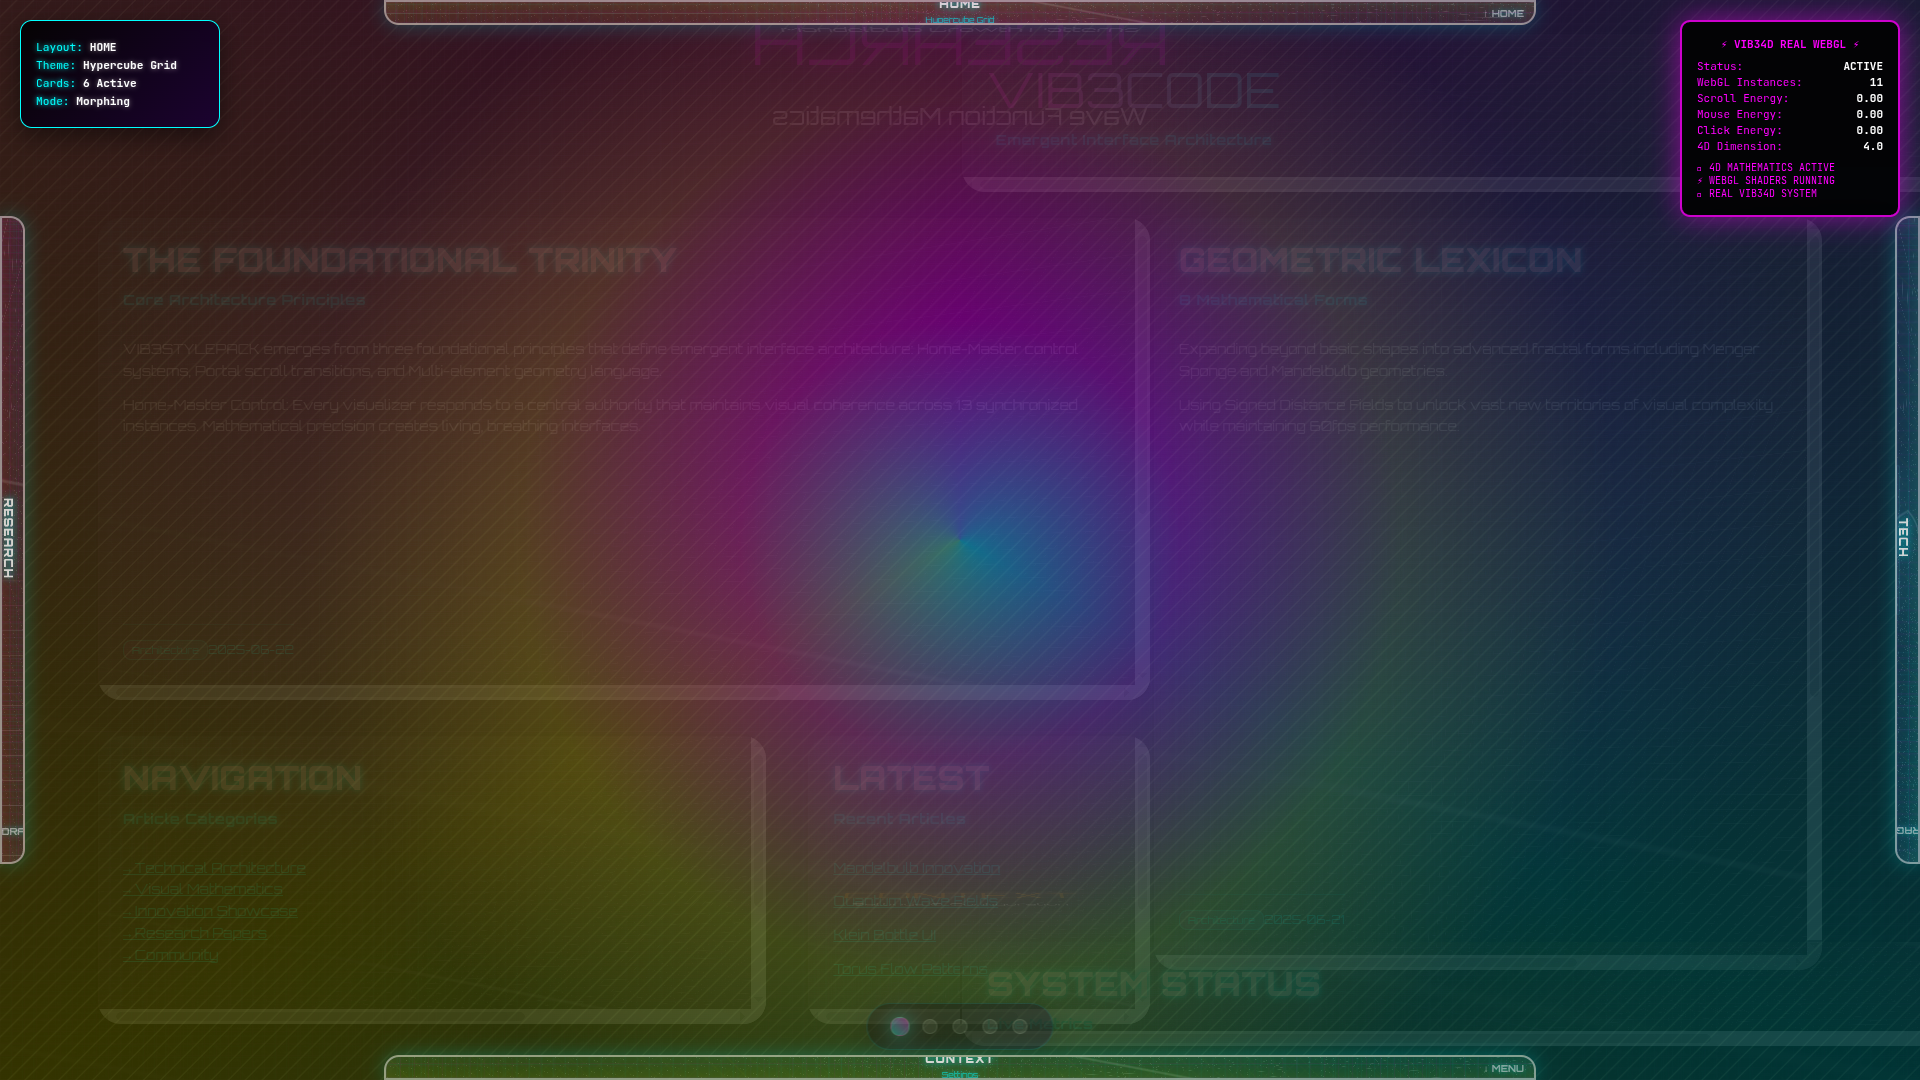 HOME
Hypercube Grid
↑ HOME
Layout: HOME
Theme: Hypercube Grid
Cards: 6 Active
Mode: Morphing
⚡ VIB34D REAL WEBGL ⚡
Status: ACTIVE
WebGL Instances: 11
Scroll Energy: 0.00
Mouse Energy: 0.00
Click Energy: 0.00
4D Dimension: 4.0
4D MATHEMATICS ACTIVE
⚡ WEBGL SHADERS RUNNING
REAL VIB34D SYSTEM
RESEARCH
VIB3CODE
Wave Function Mathematics
Emergent Interface Architecture
THE FOUNDATIONAL TRINITY
Core Architecture Principles
VIB3STYLEPACK emerges from three foundational principles that define emergent interface architecture: Home-Master control
systems, Portal scroll transitions, and Multi-element geometry language.
Home-Master Control: Every visualizer responds to a central authority that maintains visual coherence across 13 synchronized
instances. Mathematical precision creates living, breathing interfaces.
Architecture 2025-06-22
GEOMETRIC LEXICON
8 Mathematical Forms
Expanding beyond basic shapes into advanced fractal forms including Menger
Sponge and Mandelbulb geometries.
Using Signed Distance Fields to unlock vast new territories of visual complexity
while maintaining 60fps performance.
2025-06-21
RESEARCH
TECH
NAVIGATION
Article Categories
Technical Architecture
Visual Mathematics
Innovation Showcase
Research Papers
Community
LATEST
Recent Articles
Mandelbulb Innovation
Quantum Wave Fields
Klein Bottle UI
Torus Flow Patterns
SYSTEM STATUS
CONTEXT
Settings
↓ MENU